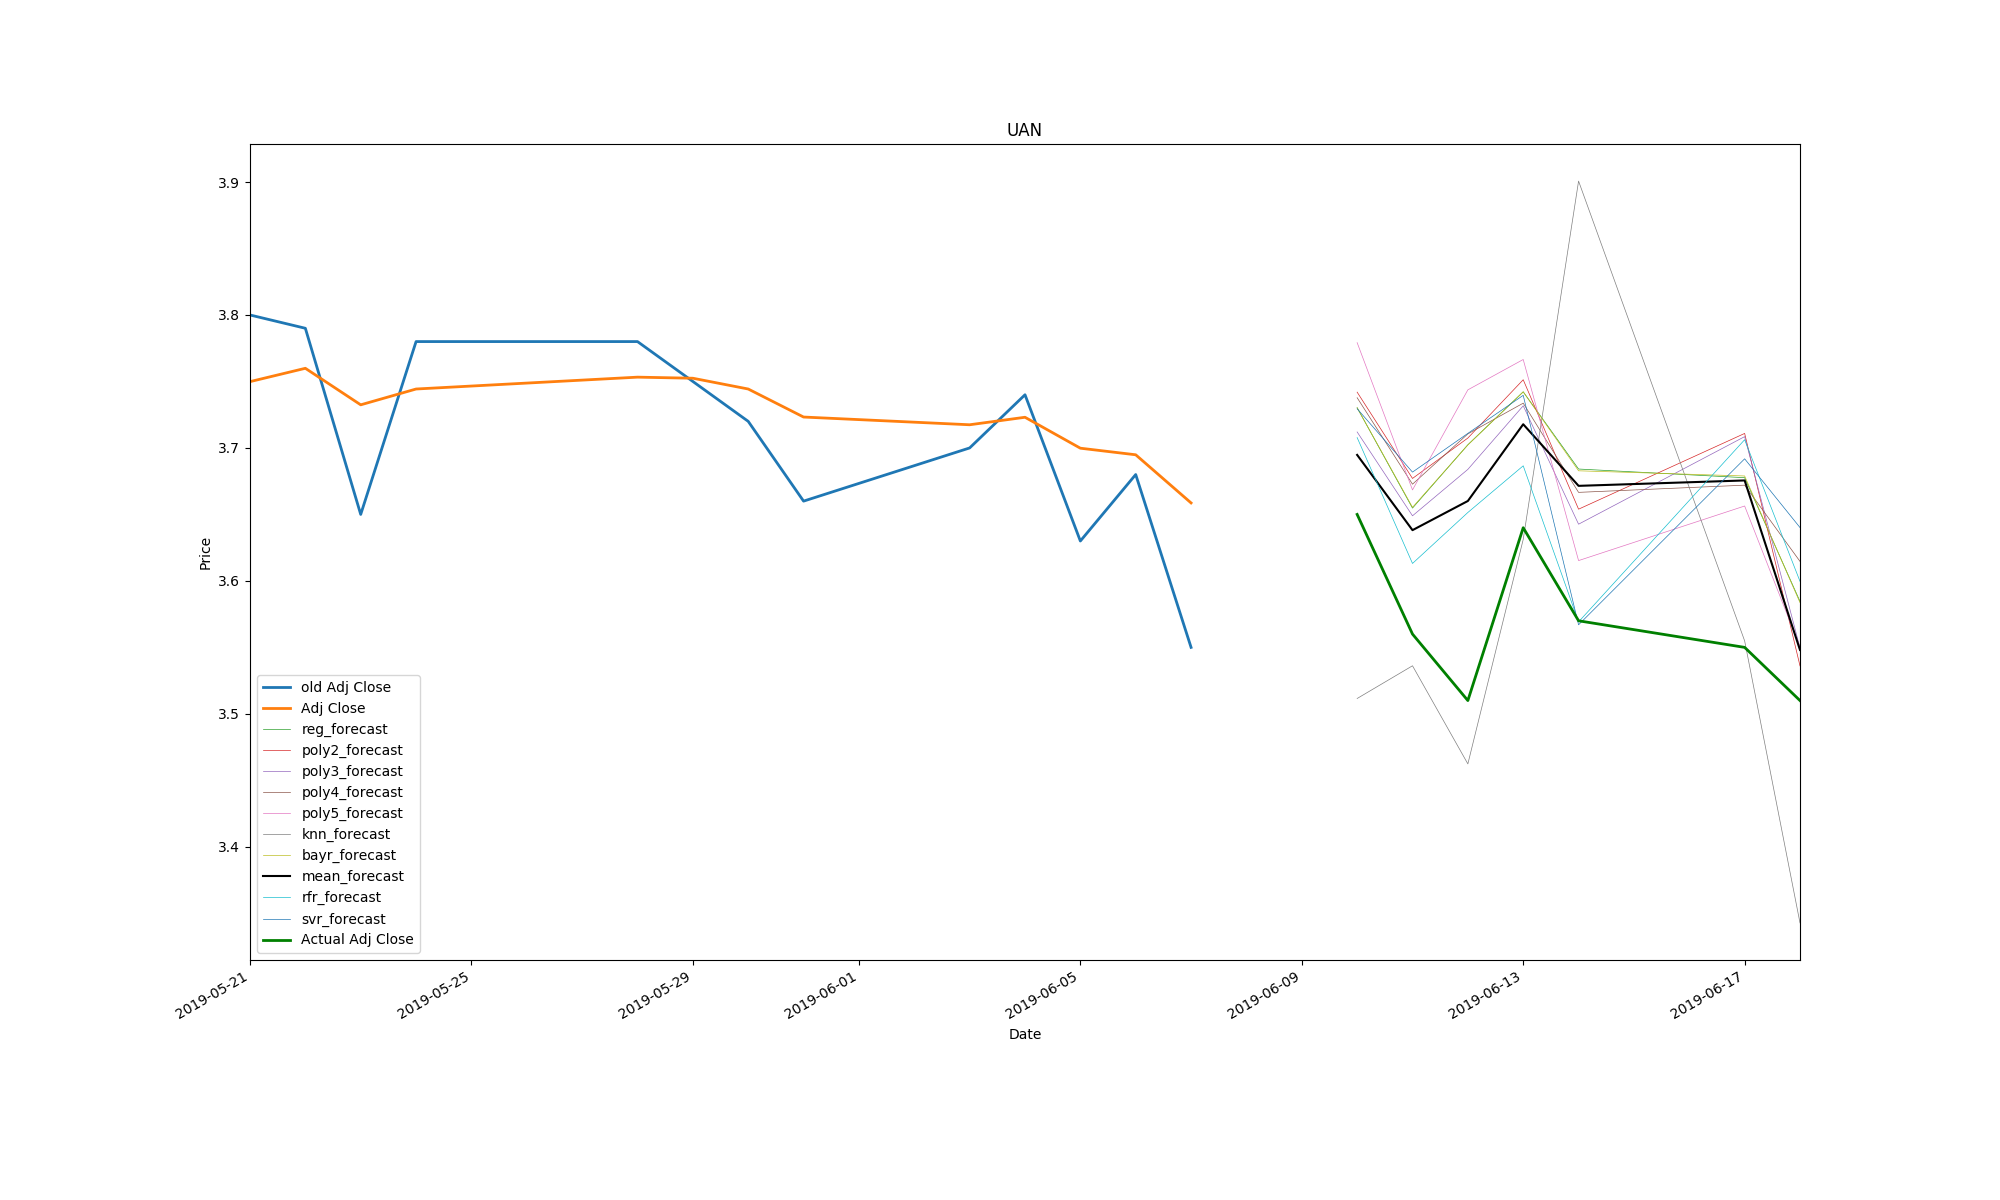 UAN
3.9
3.8
3.7
3.6
3.5
3.4
Price
old Adj Close
Adj Close
reg_forecast
poly2_forecast
poly3_forecast
poly4_forecast
poly5_forecast
knn_forecast
bayr_forecast
mean_forecast
rfr_forecast
svr_forecast
Actual Adj Close
2019-05-21
2019-05-25
2019-05-29
2019-06-01
2019-06-05
2019-06-09
2019-06-13
2019-06-17
Date